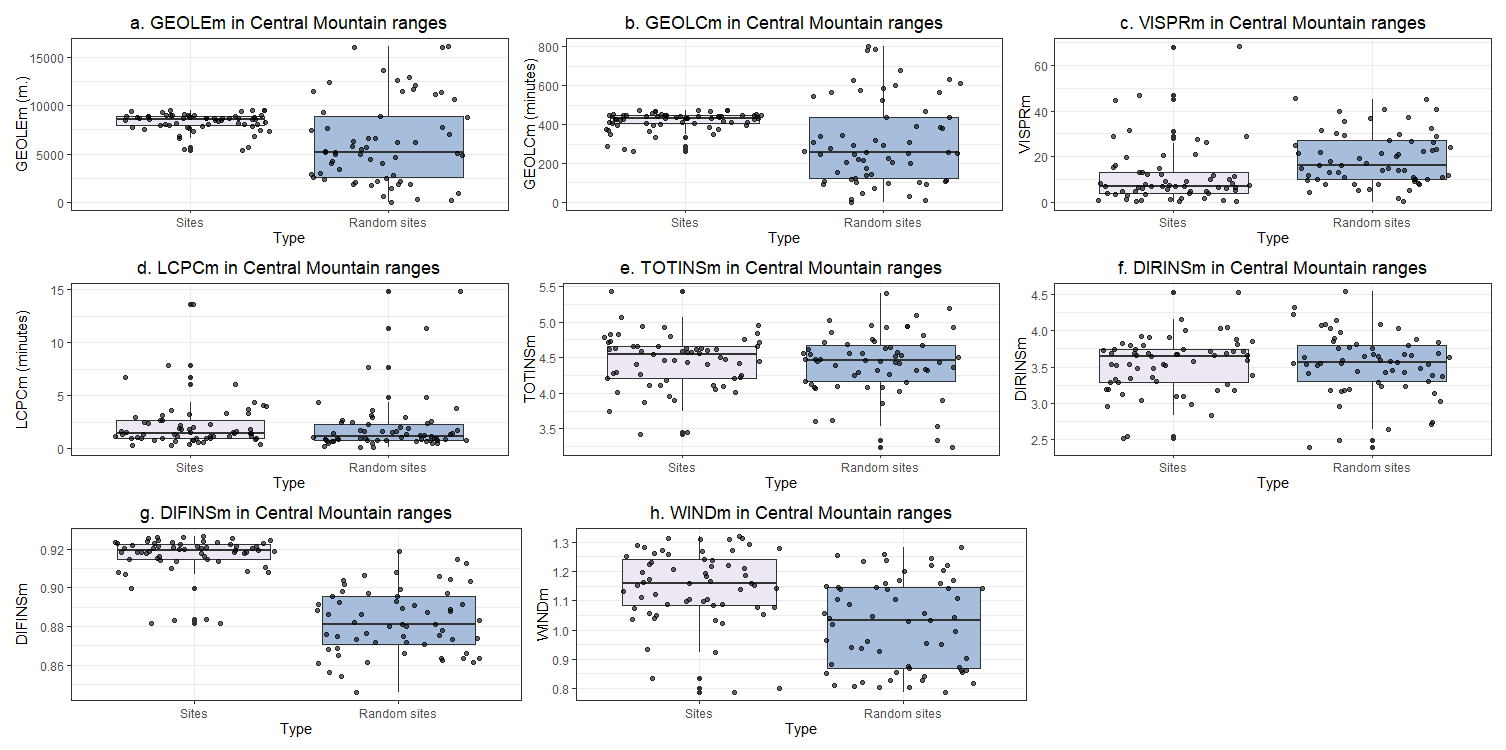 a. GEOLEm in Central Mountain ranges
GEOLEm (m.)
15000
10000
5000
0
Sites
Random sites
Type
b. GEOLCm in Central Mountain ranges
GEOLCm (minutes)
800
600
400
200
0
Sites
Random sites
Type
c. VISPRm in Central Mountain ranges
VISPRm
60
40
20
0
Sites
Random sites
Type
d. LCPCm in Central Mountain ranges
LCPCm (minutes)
15
10
5
0
Sites
Random sites
Type
e. TOTINSm in Central Mountain ranges
TOTINSm
5.5
5.0
4.5
4.0
3.5
Sites
Random sites
Type
f. DIRINSm in Central Mountain ranges
DIRINSm
4.5
4.0
3.5
3.0
2.5
Sites
Random sites
Type
g. DIFINSm in Central Mountain ranges
DIFINSm
0.92
0.90
0.88
0.86
Sites
Random sites
Type
h. WINDm in Central Mountain ranges
WINDm
1.3
1.2
1.1
1.0
0.9
0.8
Sites
Random sites
Type